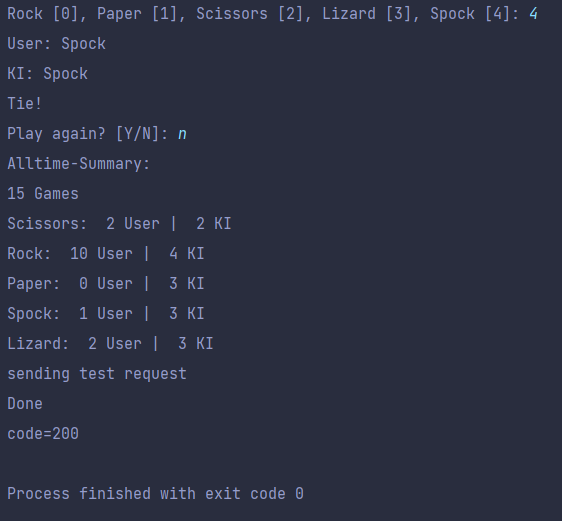 Rock [0], Paper [1], Scissors [2], Lizard [3], Spock [4]: 4
User: Spock
KI: Spock
Tie!
Play again? [Y/N]: n
Alltime-Summary:
15 Games
Scissors:  2 User |  2 KI
Rock:  10 User |  4 KI
Paper:  0 User |  3 KI
Spock:  1 User |  3 KI
Lizard:  2 User |  3 KI
sending test request
Done
code=200
Process finished with exit code 0